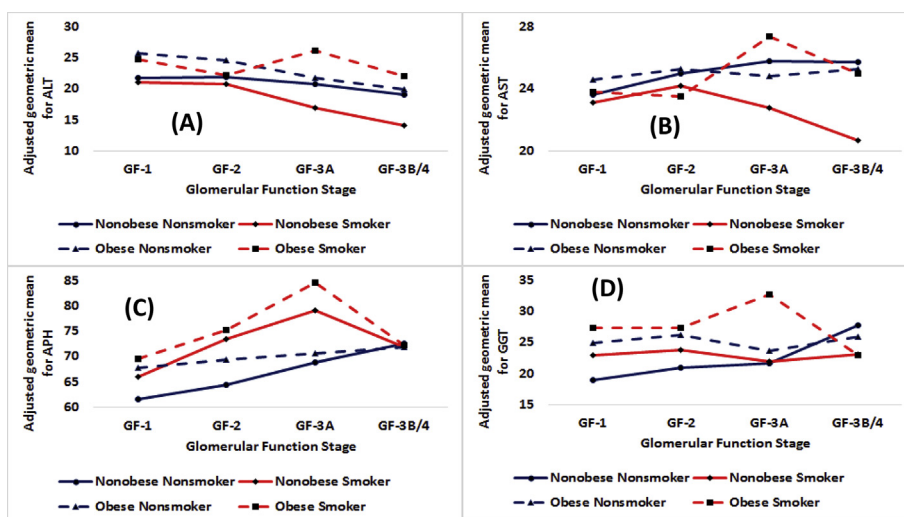 Adjusted geometric mean
for ALT
30
25
20
15
10
(A)
GF-1 GF-2 GF-3A GF-3B/4
Glomerular Function Stage
Nonobese Nonsmoker Nonobese Smoker
Obese Nonsmoker Obese Smoker
Adjusted geometric mean
for AST
28
24
20
(B)
GF-1 GF-2 GF-3A GF-3B/4
Glomerular Function Stage
Nonobese Nonsmoker Nonobese Smoker
Obese Nonsmoker Obese Smoker
Adjusted geometric mean
for APH
85
80
75
70
65
60
(C)
GF-1 GF-2 GF-3A GF-3B/4
Glomerular Function Stage
Nonobese Nonsmoker Nonobese Smoker
Obese Nonsmoker Obese Smoker
Adjusted geometric mean
for GGT
35
30
25
20
15
(D)
GF-1 GF-2 GF-3A GF-3B/4
Glomerular Function Stage
Nonobese Nonsmoker Nonobese Smoker
Obese Nonsmoker Obese Smoker